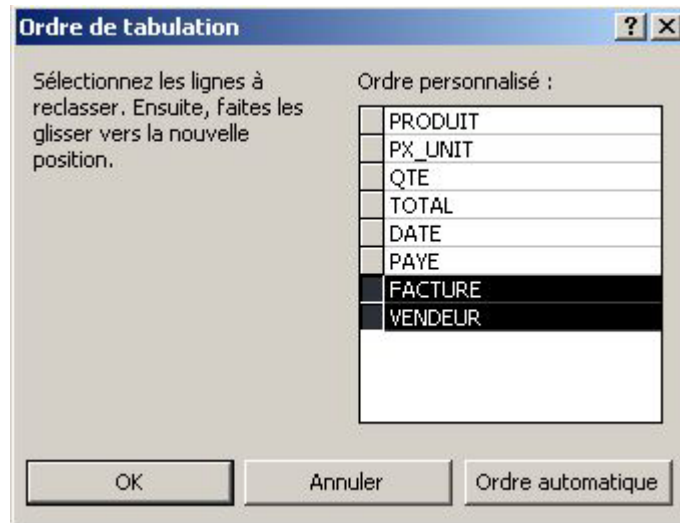 Ordre de tabulation
Sélectionnez les lignes à
reclasser. Ensuite, faites les
glisser vers la nouvelle
position.
Ordre personnalisé :
PRODUIT
PX_UNIT
QTE
TOTAL
DATE
PAYE
FACTURE
VENDEUR
OK
Annuler
Ordre automatique